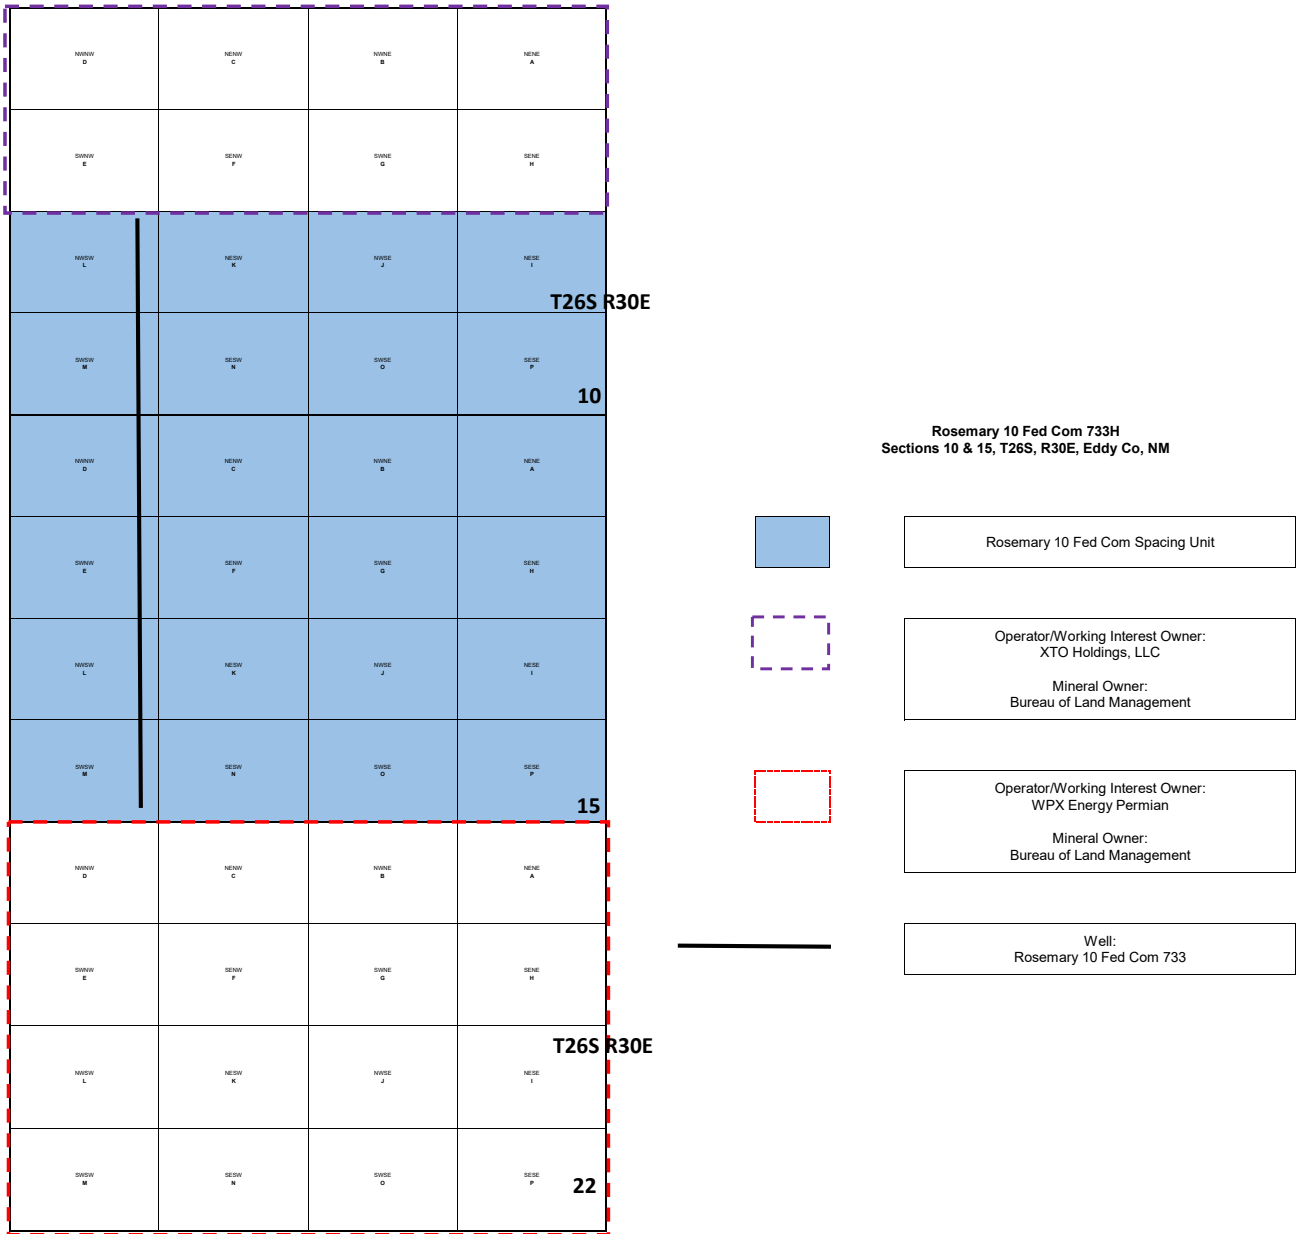 NWNW
D
NENW
C
NWNE
B
NENE
A
SWNW
E
SENW
F
SWNE
G
SENE
H
NWSW
L
NESW
K
NWSE
J
NESE
I
T26S R30E
SWSW
M
SESW
N
SWSE
O
SESE
P
10
NWNW
D
NENW
C
NWNE
B
NENE
A
SWNW
E
SENW
F
SWNE
G
SENE
H
NWSW
L
NESW
K
NWSE
J
NESE
I
SWSW
M
SESW
N
SWSE
O
SESE
P
15
NWNW
D
NENW
C
NWNE
B
NENE
A
SWNW
E
SENW
F
SWNE
G
SENE
H
T26S R30E
NWSW
L
NESW
K
NWSE
J
NESE
I
SWSW
M
SESW
N
SWSE
O
SESE
P
22
Rosemary 10 Fed Com 733H
Sections 10 & 15, T26S, R30E, Eddy Co, NM
Rosemary 10 Fed Com Spacing Unit
Operator/Working Interest Owner:
XTO Holdings, LLC
Mineral Owner:
Bureau of Land Management
Operator/Working Interest Owner:
WPX Energy Permian
Mineral Owner:
Bureau of Land Management
Well:
Rosemary 10 Fed Com 733